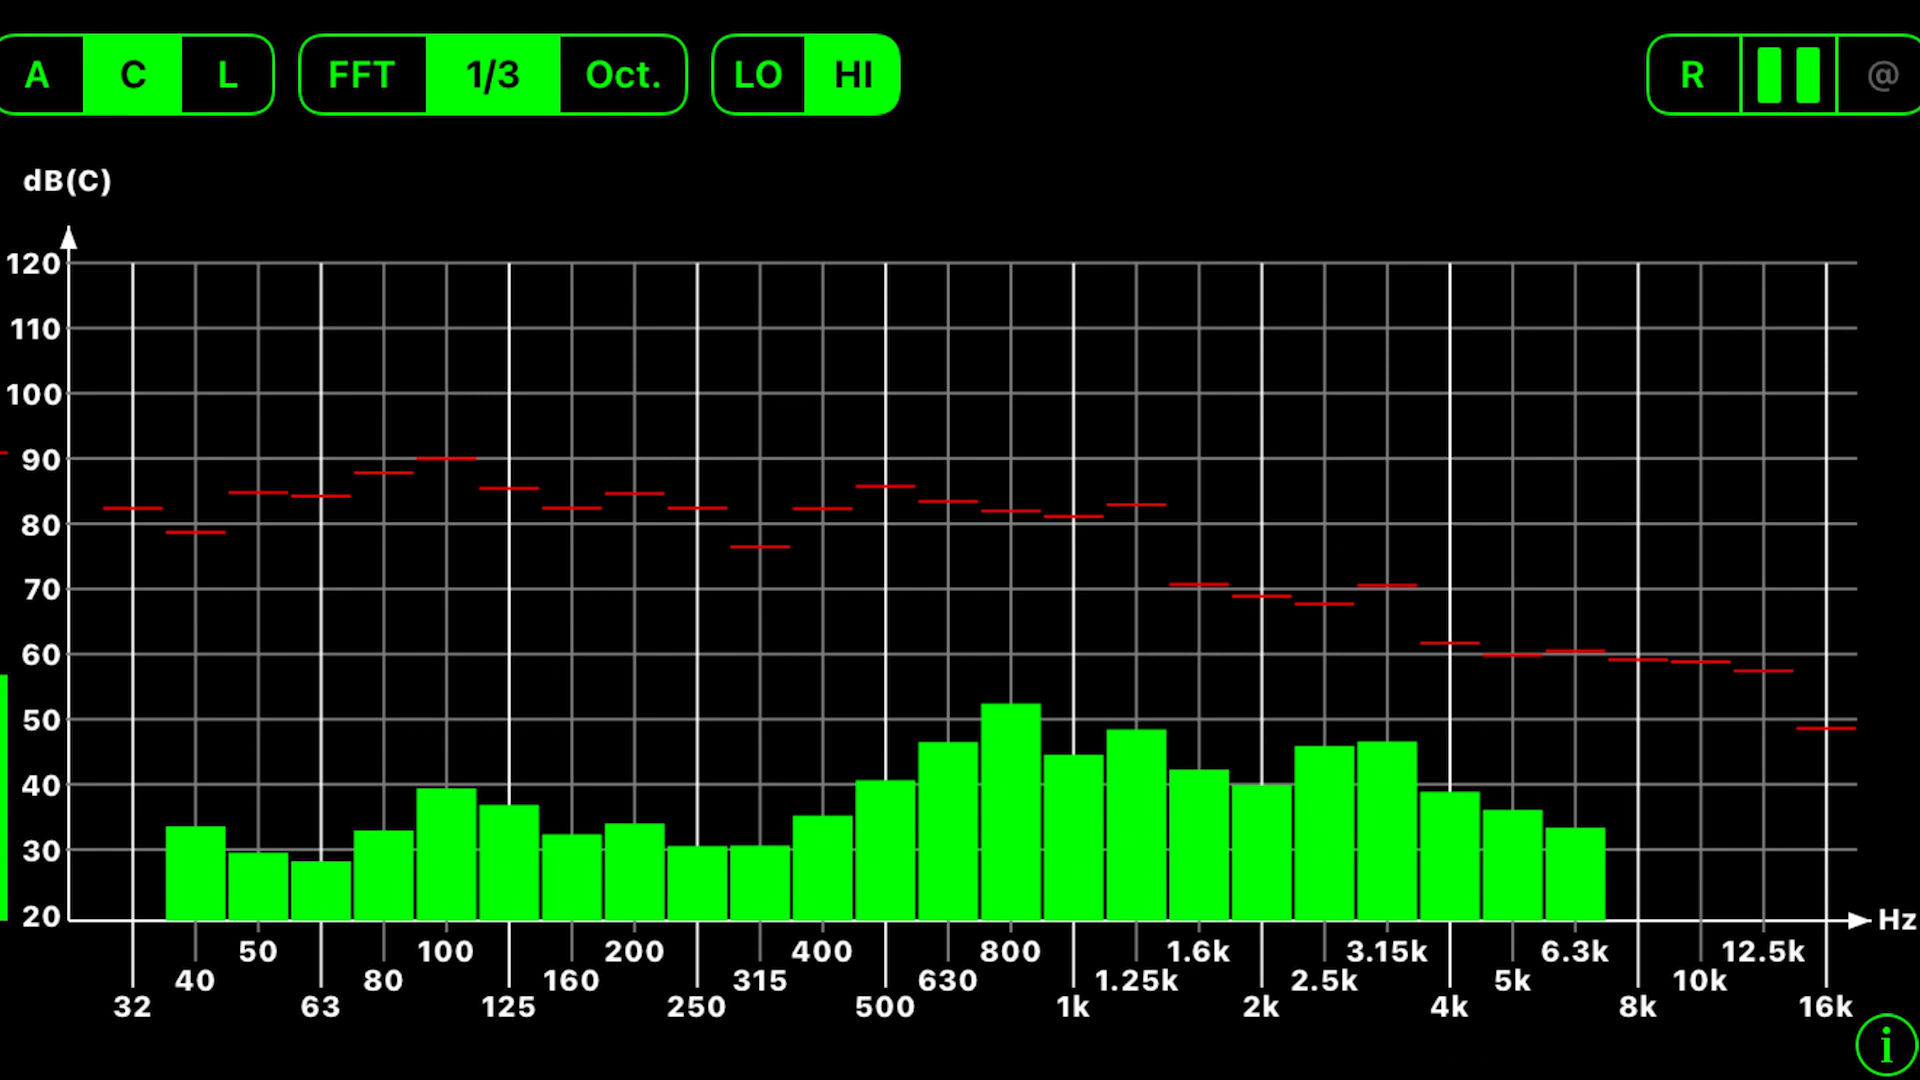 A C L FFT 1/3 Oct. LO HI R @
dB(C)
120
110
100
90
80
70
60
50
40
30
20
Hz
50 100 200 400 800 1.6k 3.15k 6.3k 12.5k
40 80 160 315 630 1.25k 2.5k 5k 10k
32 63 125 250 500 1k 2k 4k 8k 16k
i